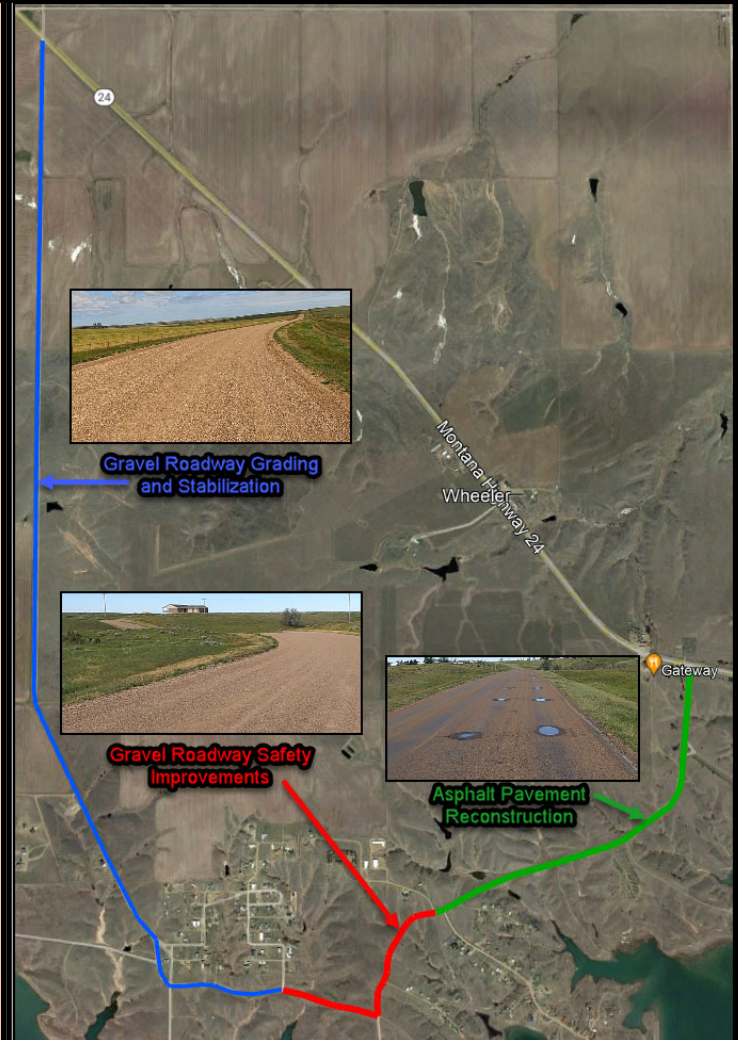 24
Gravel Roadway Grading
and Stabilization
Montana Highway 24
Wheeler
Gateway
Gravel Roadway Safety
Improvements
Asphalt Pavement
Reconstruction